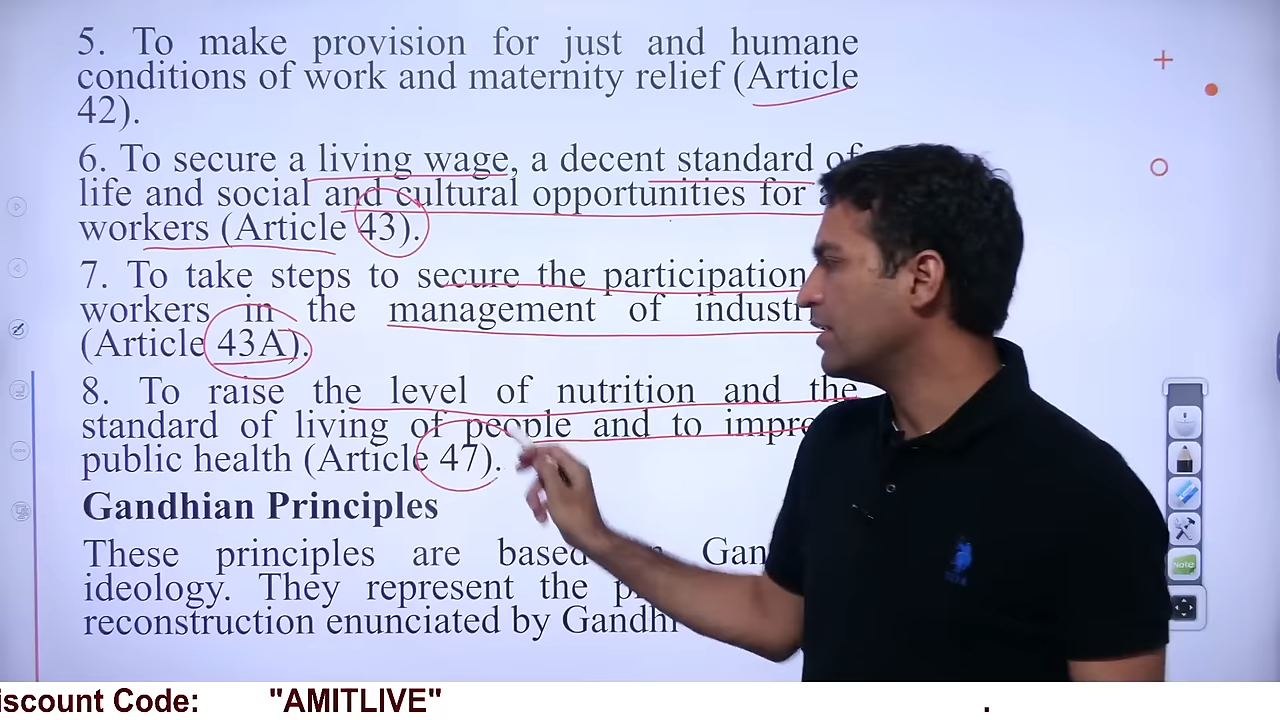 5. To make provision for just and humane
conditions of work and maternity relief (Article
42).
6. To secure a living wage, a decent standard of
life and social and cultural opportunities for
workers (Article 43).
7. To take steps to secure the participation
workers in the management of
(Article 43A).
8. To raise the level of nutrition and the
standard of living of people and to
public health (Article 47).
Gandhian Principles
These principles are based
ideology. They represent the
reconstruction enunciated by Gandhi
Note
iscount Code: "AMITLIVE"